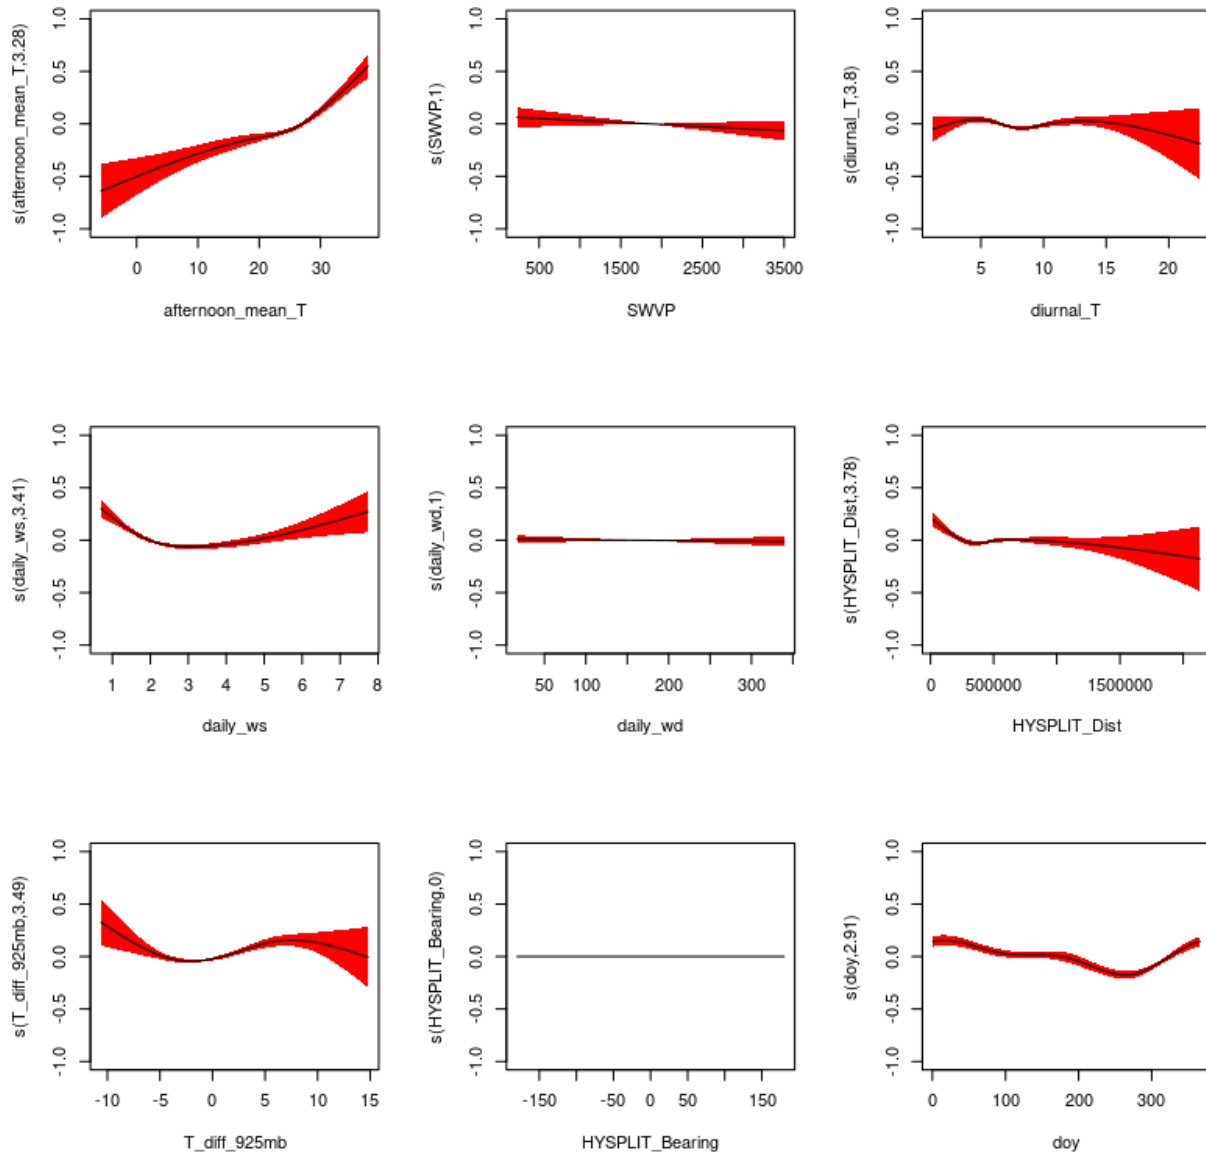 s(afternoon_mean_T,3.28)
1.0
0.5
0.0
-0.5
-1.0
0 10 20 30
afternoon_mean_T
s(SWVP,1)
1.0
0.5
0.0
-0.5
-1.0
500 1500 2500 3500
SWVP
s(diurnal_T,3.8)
1.0
0.5
0.0
-0.5
-1.0
5 10 15 20
diurnal_T
s(daily_ws,3.41)
1.0
0.5
0.0
-0.5
-1.0
1 2 3 4 5 6 7 8
daily_ws
s(daily_wd,1)
1.0
0.5
0.0
-0.5
-1.0
50 100 200 300
daily_wd
s(HYSPLIT_Dist,3.78)
1.0
0.5
0.0
-0.5
-1.0
0 500000 1500000
HYSPLIT_Dist
s(T_diff_925mb,3.49)
1.0
0.5
0.0
-0.5
-1.0
-10 -5 0 5 10 15
T_diff_925mb
s(HYSPLIT_Bearing,0)
1.0
0.5
0.0
-0.5
-1.0
-150 -50 0 50 150
HYSPLIT_Bearing
s(doy,2.91)
1.0
0.5
0.0
-0.5
-1.0
0 100 200 300
doy